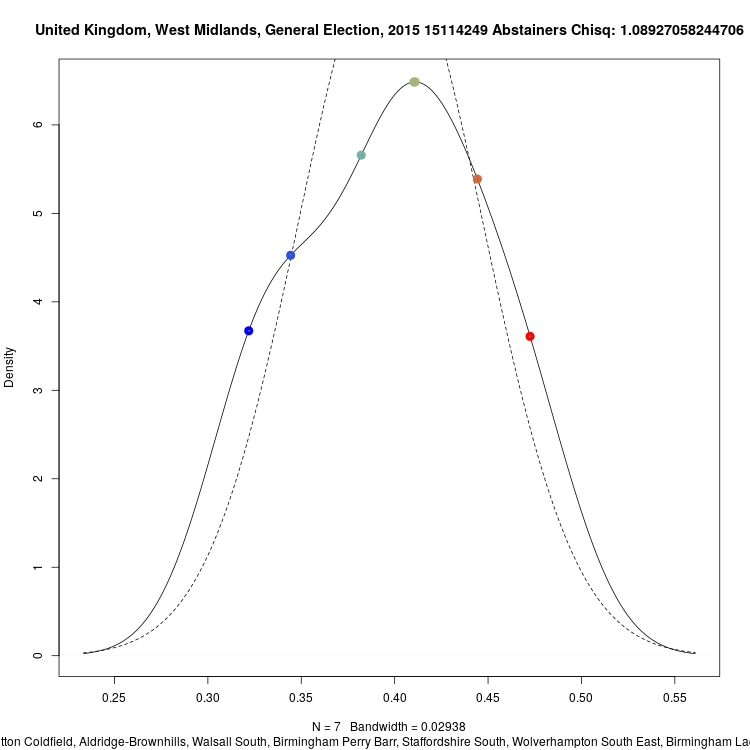 United Kingdom, West Midlands, General Election, 2015 15114249 Abstainers Chisq: 1.08927058244706
Density
6
5
4
3
2
1
0
0.25 0.30 0.35 0.40 0.45 0.50 0.55
N = 7 Bandwidth = 0.02938
tton Coldfield, Aldridge-Brownhills, Walsall South, Birmingham Perry Barr, Staffordshire South, Wolverhampton South East, Birmingham La